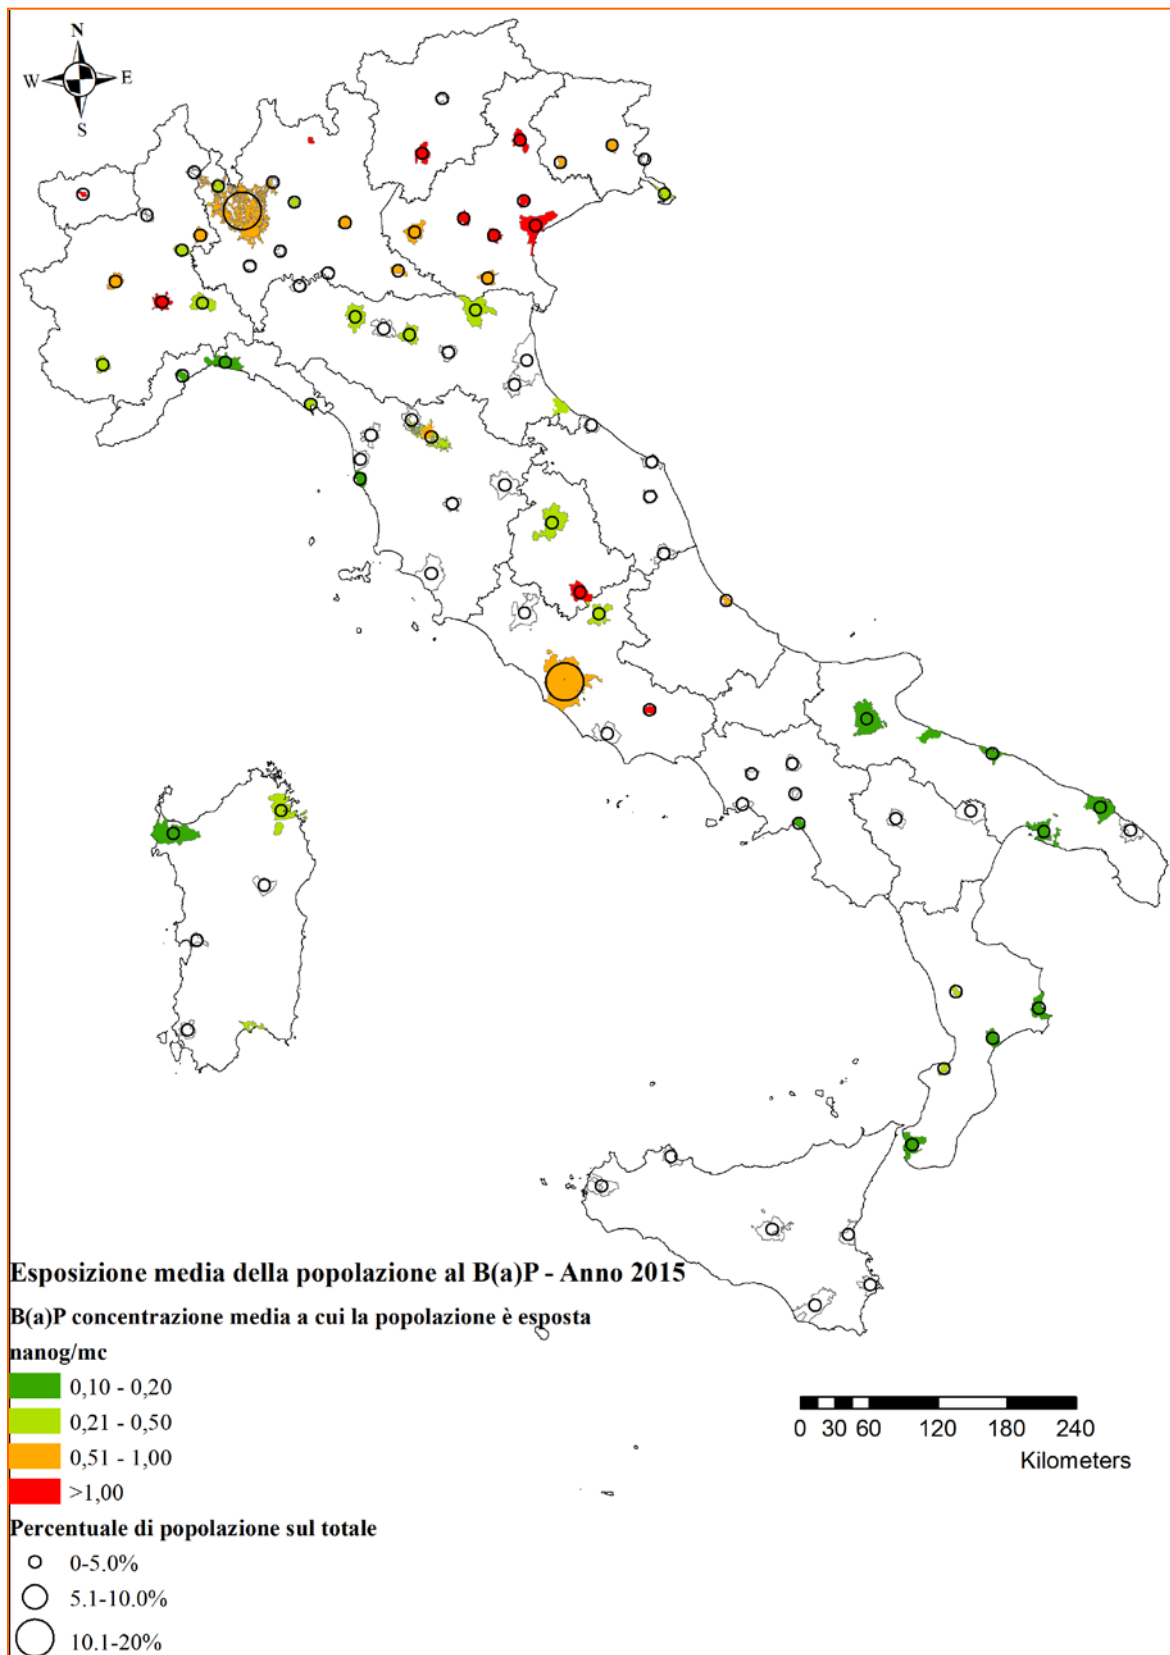 N
W E
S
Esposizione media della popolazione al B(a)P - Anno 2015
B(a)P concentrazione media a cui la popolazione è esposta
nanog/mc
0,10 - 0,20
0,21 - 0,50
0,51 - 1,00
>1,00
0 30 60 120 180 240
Kilometers
Percentuale di popolazione sul totale
0-5.0%
5.1-10.0%
10.1-20%